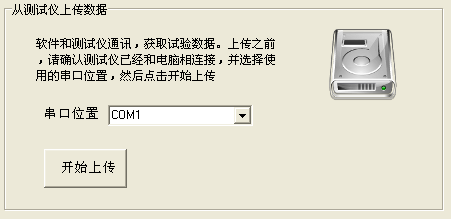 从测试仪上传数据
软件和测试仪通讯，获取试验数据。上传之前
，请确认测试仪已经和电脑相连接，并选择使
用的串口位置，然后点击开始上传
串口位置 COM1
开始上传